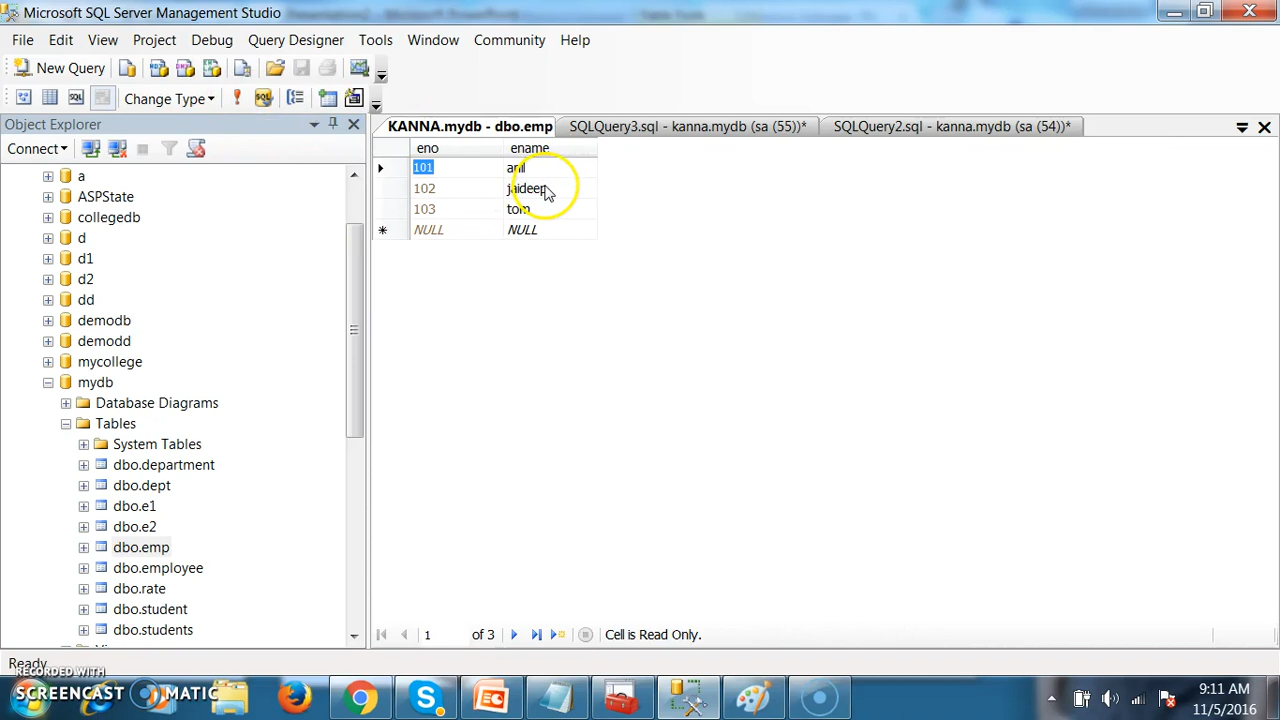 Microsoft SQL Server Management Studio
File Edit View Project Debug Query Designer Tools Window Community Help
New Query
SQL Change Type
Object Explorer
KANNA.mydb - dbo.emp SQLQuery3.sql - kanna.mydb (sa (55))* SQLQuery2.sql - kanna.mydb (sa (54))*
Connect
eno ename
101 anil
102 jaideep
103 tom
NULL NULL
a
ASPState
collegedb
d
d1
d2
dd
demodb
demodd
mycollege
mydb
Database Diagrams
Tables
System Tables
dbo.department
dbo.dept
dbo.e1
dbo.e2
dbo.emp
dbo.employee
dbo.rate
dbo.student
dbo.students
1 of 3 Cell is Read Only.
Ready
RECORDED WITH
SCREENCAST MATIC
9:11 AM
11/5/2016